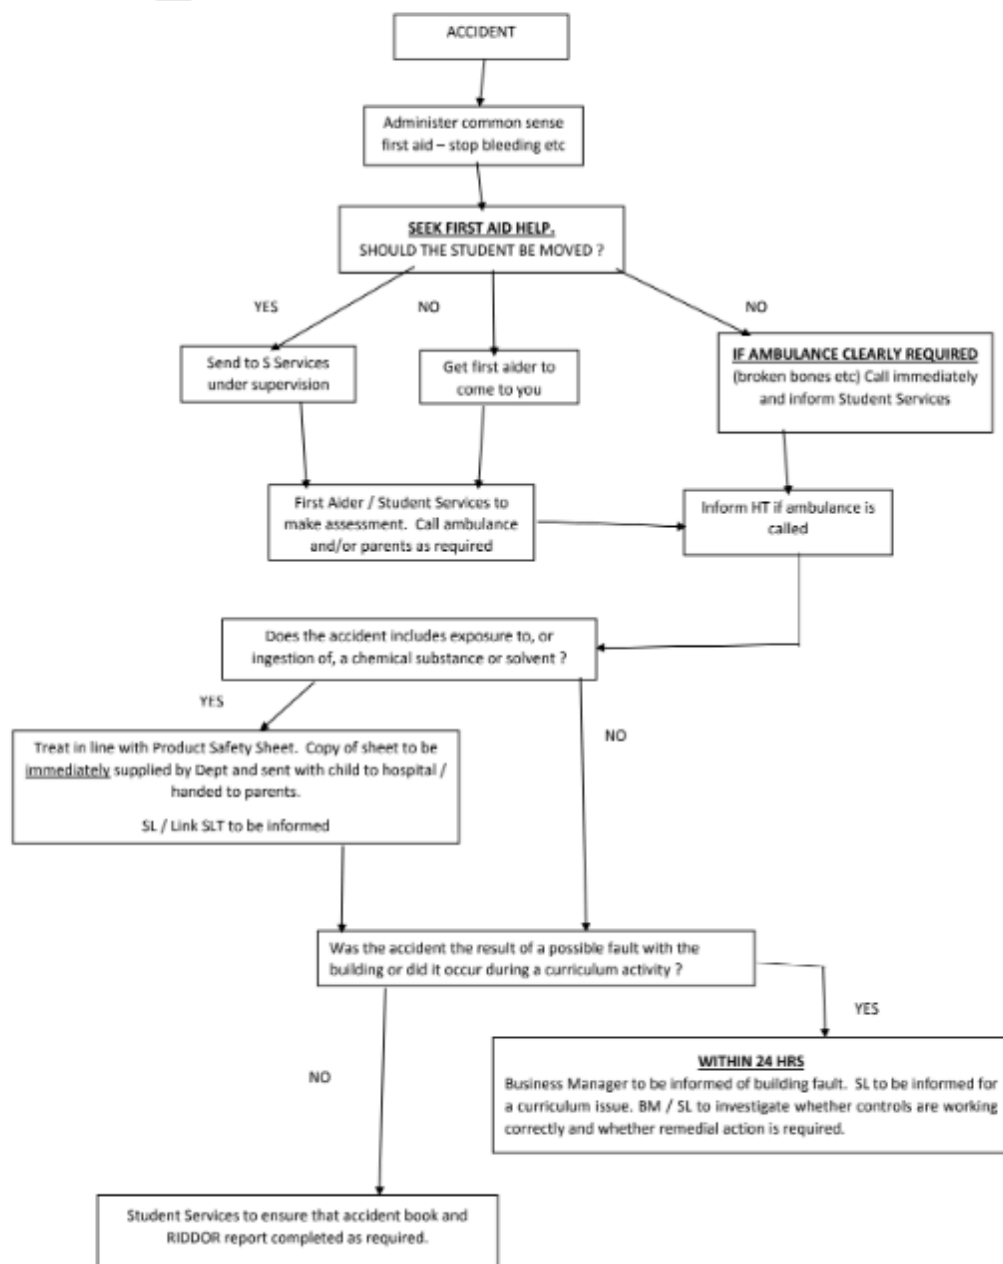 ACCIDENT
Administer common sense
first aid – stop bleeding etc
SEEK FIRST AID HELP.
SHOULD THE STUDENT BE MOVED ?
YES
NO
NO
Send to S Services
under supervision
Get first aider to
come to you
IF AMBULANCE CLEARLY REQUIRED
(broken bones etc) Call immediately
and inform Student Services
First Aider / Student Services to
make assessment. Call ambulance
and/or parents as required
Inform HT if ambulance is
called
Does the accident includes exposure to, or
ingestion of, a chemical substance or solvent ?
YES
NO
Treat in line with Product Safety Sheet. Copy of sheet to be
immediately supplied by Dept and sent with child to hospital /
handed to parents.
SL / Link SLT to be informed
Was the accident the result of a possible fault with the
building or did it occur during a curriculum activity ?
YES
NO
WITHIN 24 HRS
Business Manager to be informed of building fault. SL to be informed for
a curriculum issue. BM / SL to investigate whether controls are working
correctly and whether remedial action is required.
Student Services to ensure that accident book and
RIDDOR report completed as required.